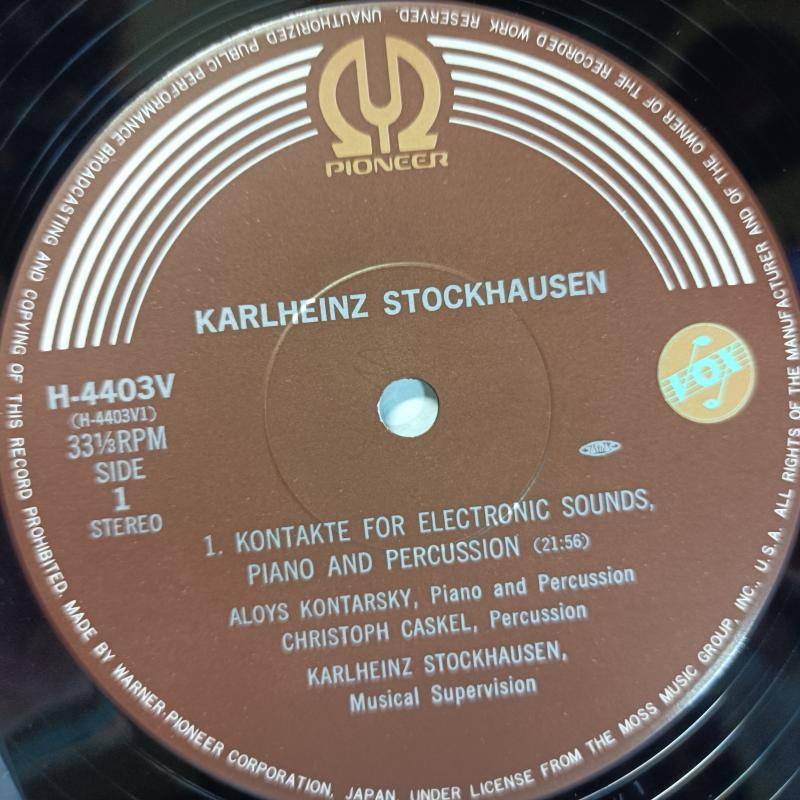 PIONEER
KARLHEINZ STOCKHAUSEN
VOX
H-4403V
(H-4403V1)
33⅓RPM
SIDE
1
STEREO
1. KONTAKTE FOR ELECTRONIC SOUNDS,
PIANO AND PERCUSSION (21:56)
ALOYS KONTARSKY, Piano and Percussion
CHRISTOPH CASKEL, Percussion
KARLHEINZ STOCKHAUSEN,
Musical Supervision
ALL RIGHTS OF THE MANUFACTURER AND OF THE OWNER OF THE RECORDED WORK RESERVED. UNAUTHORIZED PUBLIC PERFORMANCE BROADCASTING AND COPYING OF THIS RECORD PROHIBITED. MADE BY WARNER-PIONEER CORPORATION, JAPAN. UNDER LICENSE FROM THE MOSS MUSIC GROUP, INC., U.S.A.